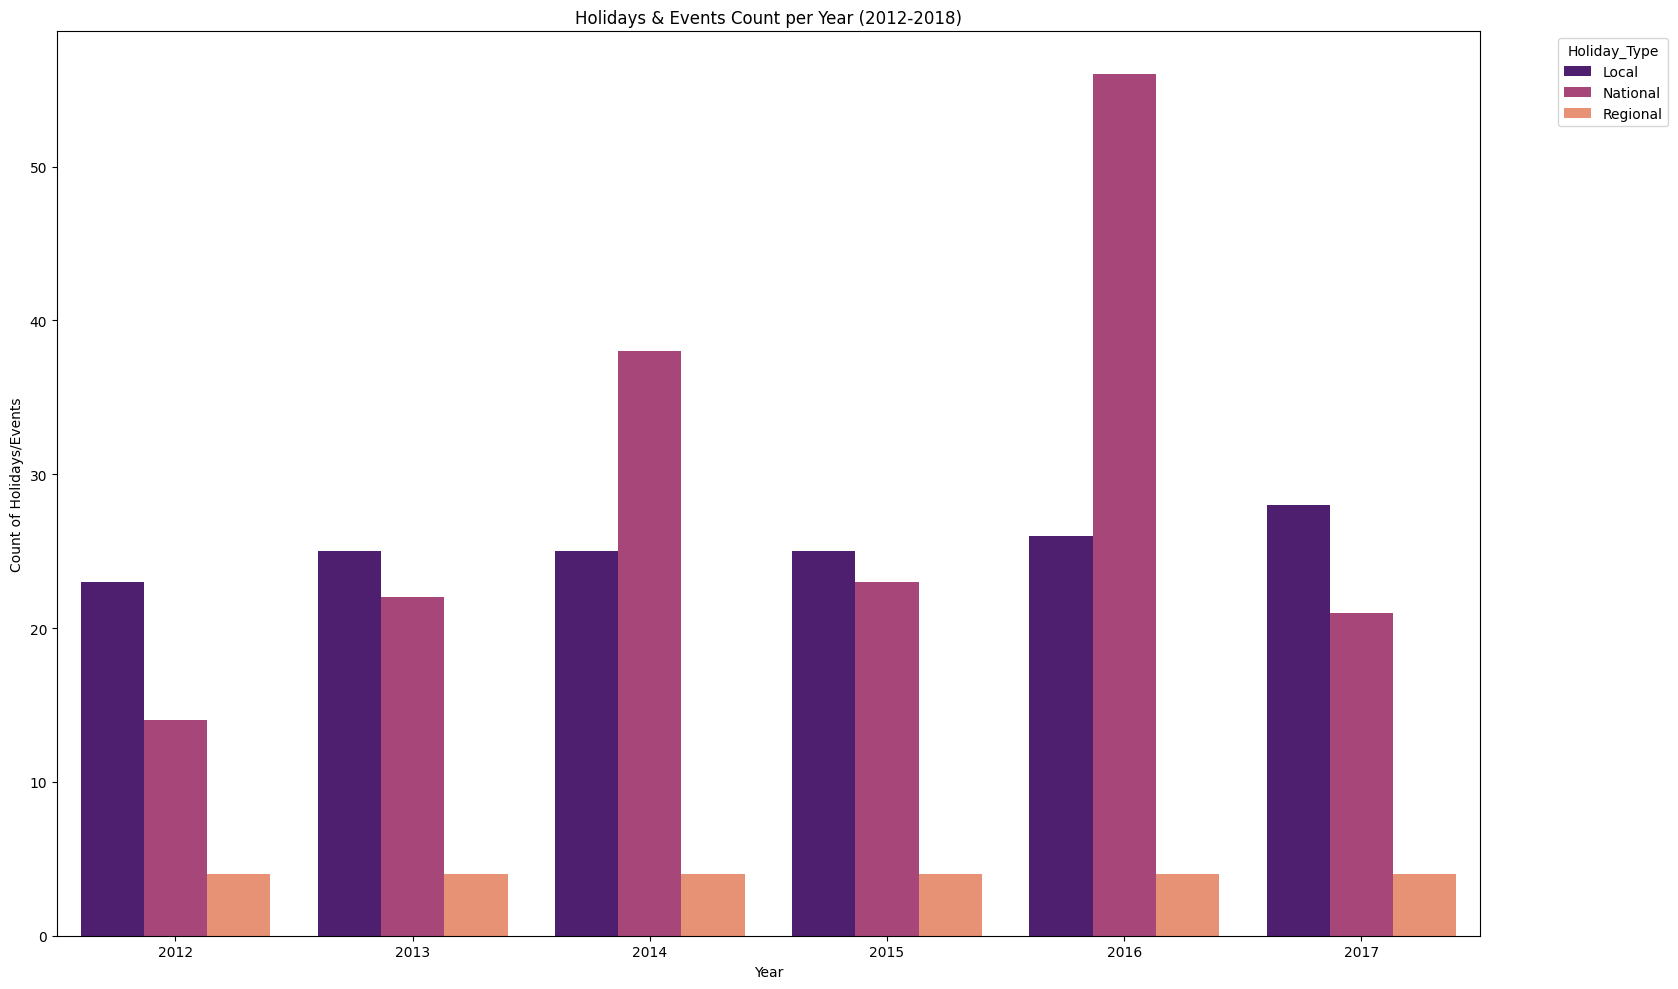 Holidays & Events Count per Year (2012-2018)
Holiday_Type
Local
National
Regional
Count of Holidays/Events
50
40
30
20
10
0
2012 2013 2014 2015 2016 2017
Year